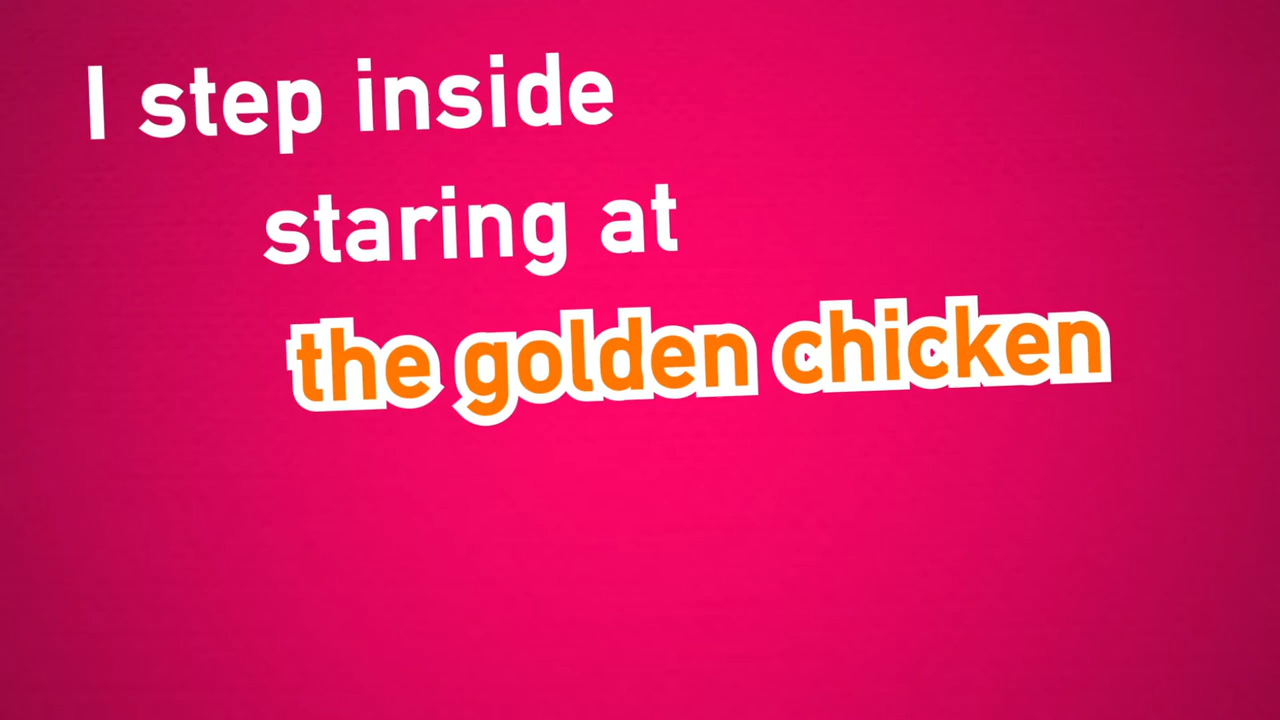 I step inside
staring at
the golden chicken